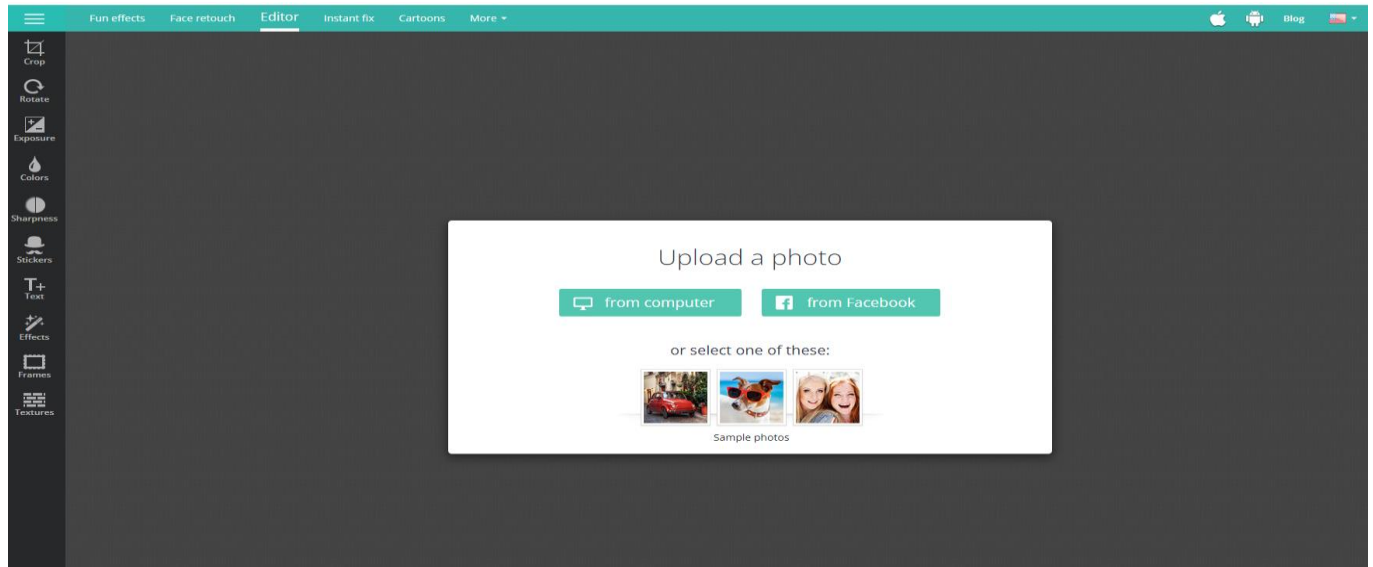 Fun effects Face retouch Editor Instant fix Cartoons More Blog
Crop
Rotate
Exposure
Colors
Sharpness
Stickers
T+
Text
Effects
Frames
Textures
Upload a photo
from computer from Facebook
or select one of these:
Sample photos